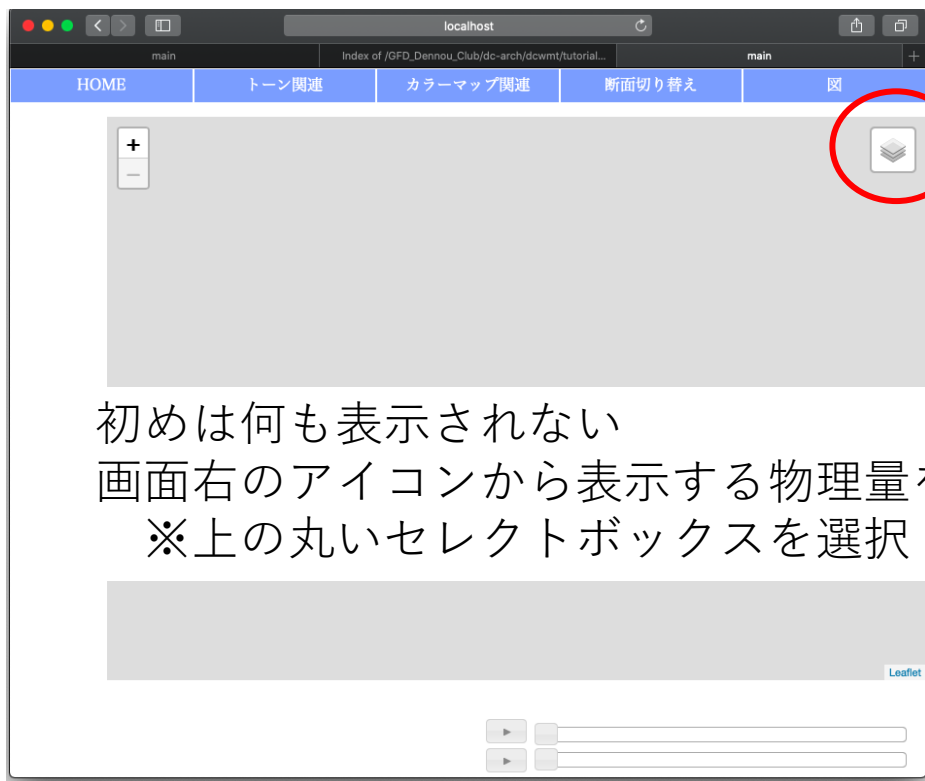 localhost
main
Index of /GFD_Dennou_Club/dc-arch/dcwmt/tutorial...
main
HOME
トーン関連
カラーマップ関連
断面切り替え
図
+
−
初めは何も表示されない
画面右のアイコンから表示する物理量
※上の丸いセレクトボックスを選択
Leaflet